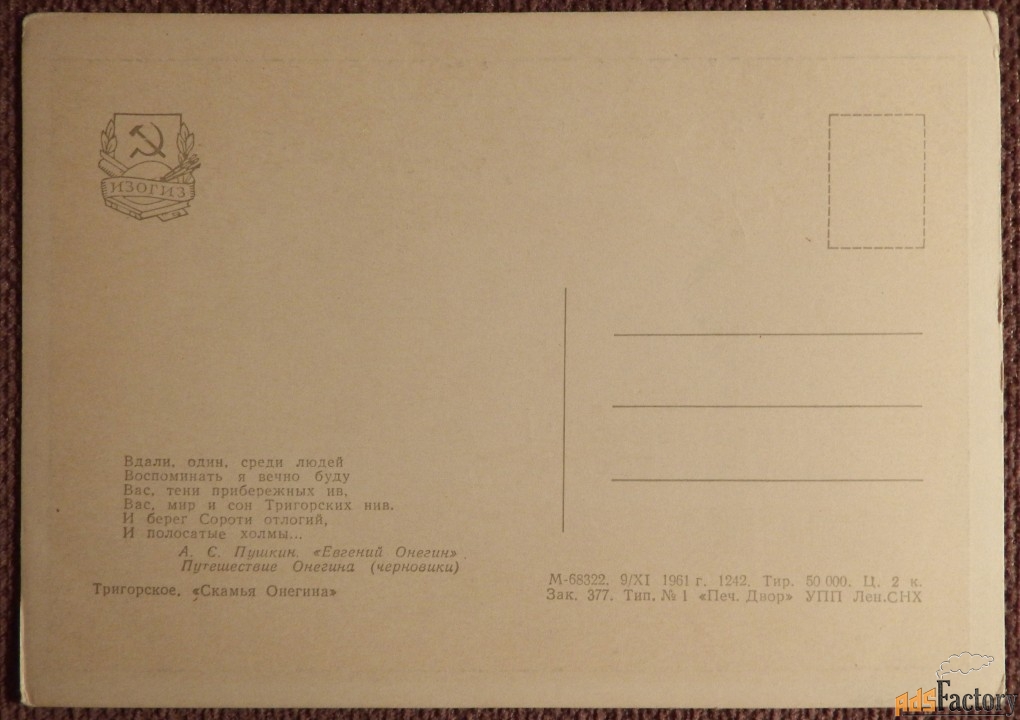 ИЗОГИЗ
Вдали, один, среди людей
Воспоминать я вечно буду
Вас, тени прибережных ив,
Вас, мир и сон Тригорских нив.
И берег Сороти отлогий,
И полосатые холмы...
А. С. Пушкин. «Евгений Онегин».
Путешествие Онегина (черновики)
Тригорское. «Скамья Онегина»
М-68322. 9/XI 1961 г. 1242. Тир. 50 000. Ц. 2 к.
Зак. 377. Тип. № 1 «Печ. Двор» УПП Лен.СНХ
AdsFactory